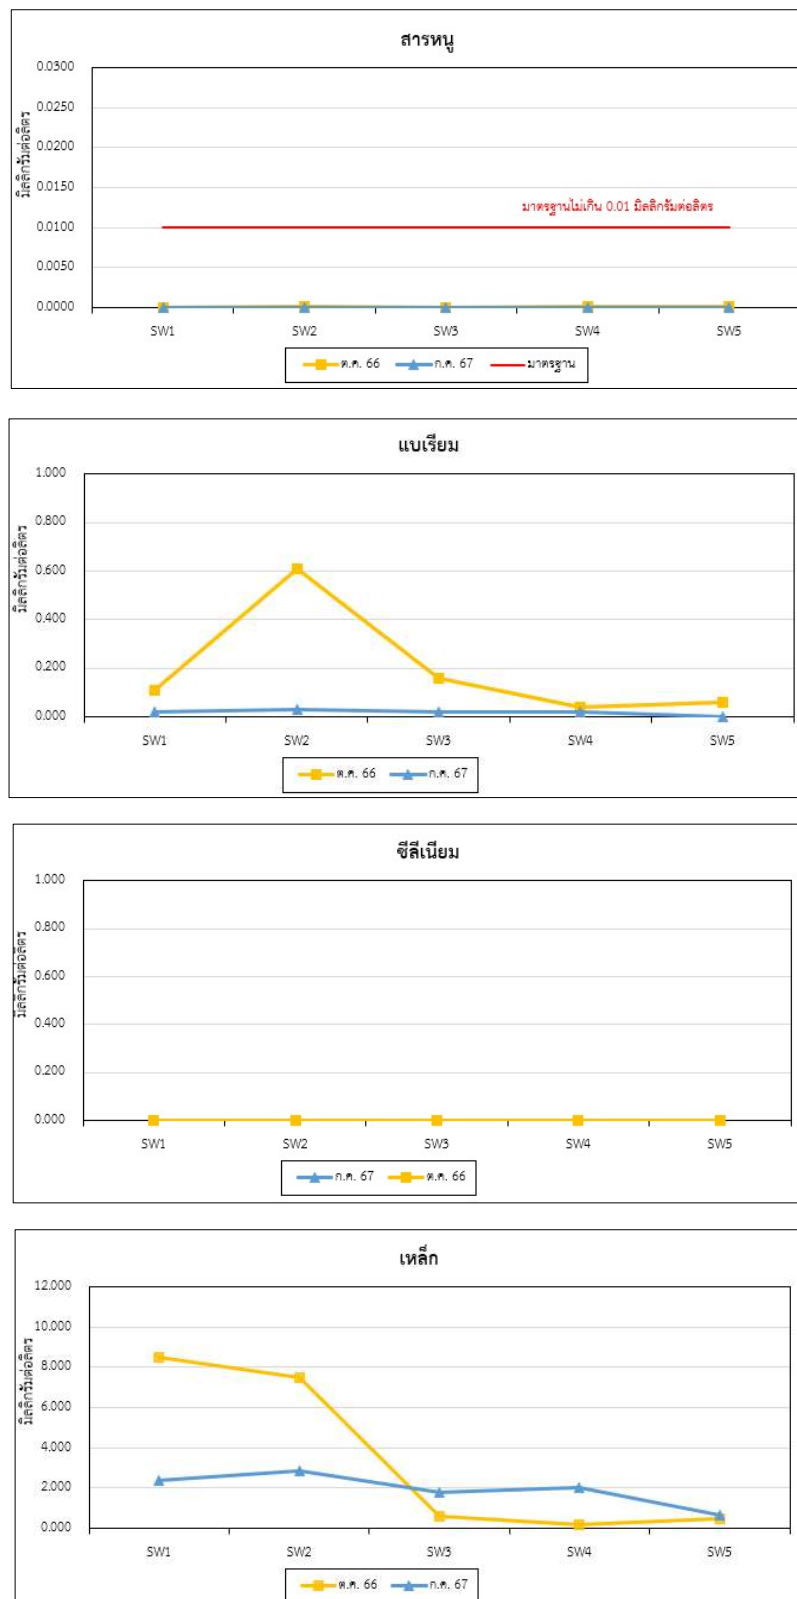 สารหนู
มิลลิกรัมต่อลิตร
0.0300
0.0250
0.0200
0.0150
0.0100
0.0050
0.0000
มาตรฐานไม่เกิน 0.01 มิลลิกรัมต่อลิตร
SW1 SW2 SW3 SW4 SW5
ต.ค. 66 ก.ค. 67 มาตรฐาน
แบเรียม
มิลลิกรัมต่อลิตร
1.000
0.800
0.600
0.400
0.200
0.000
SW1 SW2 SW3 SW4 SW5
ต.ค. 66 ก.ค. 67
ซีลีเนียม
มิลลิกรัมต่อลิตร
1.000
0.800
0.600
0.400
0.200
0.000
SW1 SW2 SW3 SW4 SW5
ก.ค. 67 ต.ค. 66
เหล็ก
มิลลิกรัมต่อลิตร
12.000
10.000
8.000
6.000
4.000
2.000
0.000
SW1 SW2 SW3 SW4 SW5
ต.ค. 66 ก.ค. 67